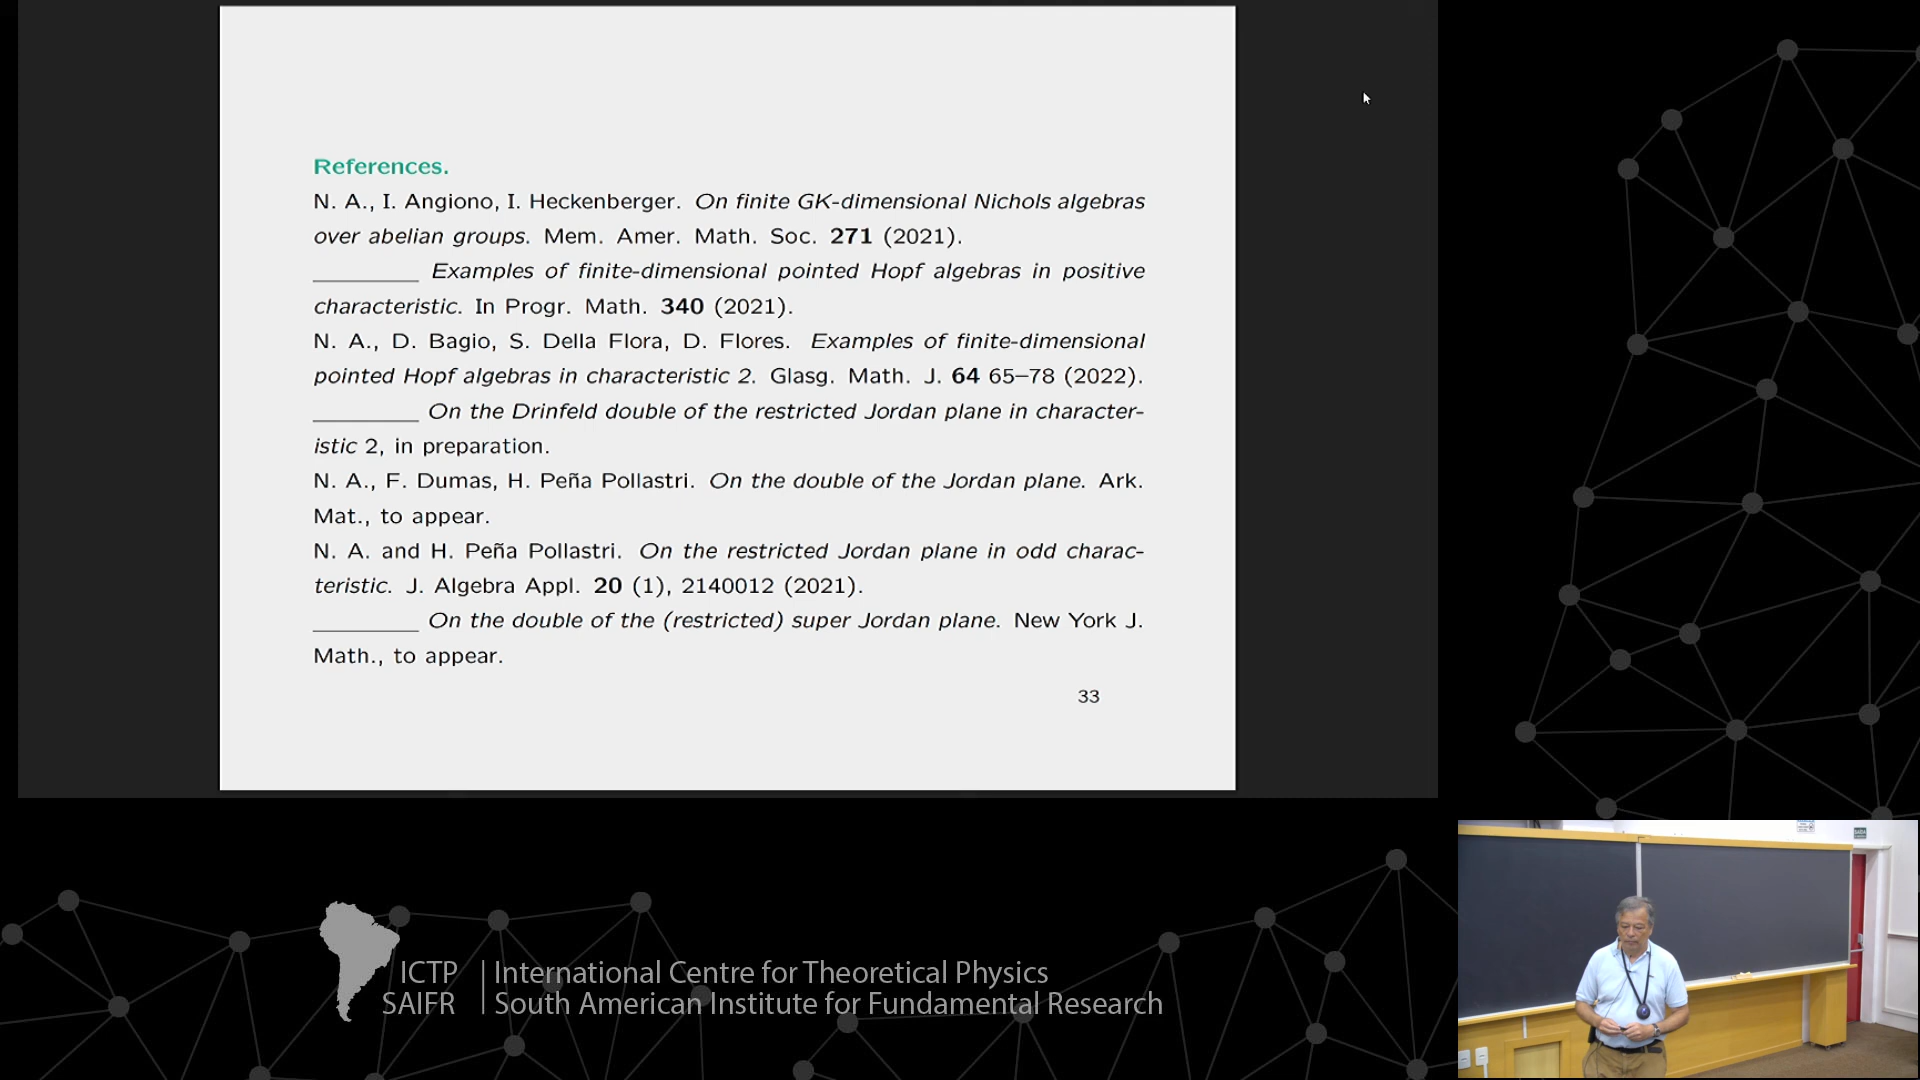 References.
N. A., I. Angiono, I. Heckenberger. On finite GK-dimensional Nichols algebras
over abelian groups. Mem. Amer. Math. Soc. 271 (2021).
________ Examples of finite-dimensional pointed Hopf algebras in positive
characteristic. In Progr. Math. 340 (2021).
N. A., D. Bagio, S. Della Flora, D. Flores. Examples of finite-dimensional
pointed Hopf algebras in characteristic 2. Glasg. Math. J. 64 65–78 (2022).
________ On the Drinfeld double of the restricted Jordan plane in character-
istic 2, in preparation.
N. A., F. Dumas, H. Peña Pollastri. On the double of the Jordan plane. Ark.
Mat., to appear.
N. A. and H. Peña Pollastri. On the restricted Jordan plane in odd charac-
teristic. J. Algebra Appl. 20 (1), 2140012 (2021).
________ On the double of the (restricted) super Jordan plane. New York J.
Math., to appear.
33
ICTP | International Centre for Theoretical Physics
SAIFR | South American Institute for Fundamental Research